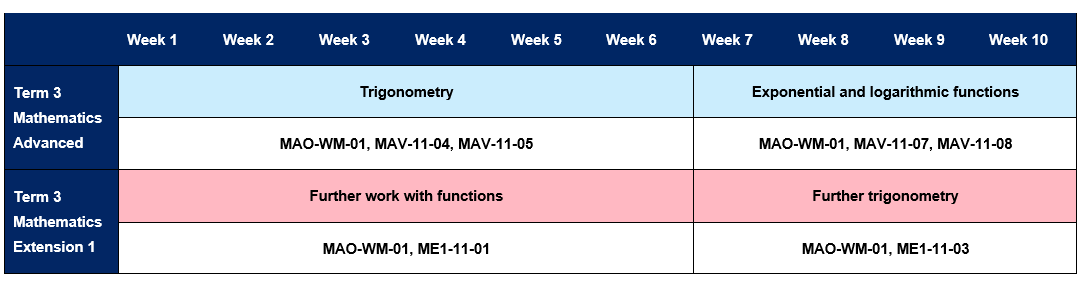 Week 1 Week 2 Week 3 Week 4 Week 5 Week 6 Week 7 Week 8 Week 9 Week 10
Term 3
Mathematics
Advanced
Trigonometry
Exponential and logarithmic functions
MAO-WM-01, MAV-11-04, MAV-11-05
MAO-WM-01, MAV-11-07, MAV-11-08
Term 3
Mathematics
Extension 1
Further work with functions
Further trigonometry
MAO-WM-01, ME1-11-01
MAO-WM-01, ME1-11-03